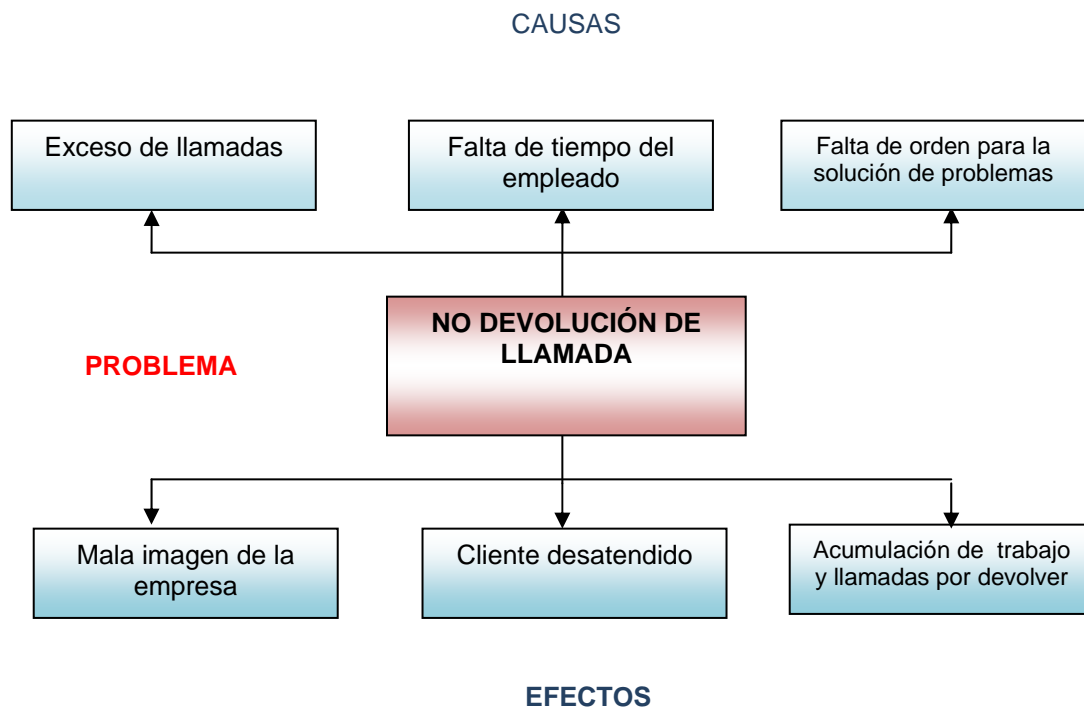 CAUSAS
Exceso de llamadas
Falta de tiempo del
empleado
Falta de orden para la
solución de problemas
NO DEVOLUCIÓN DE
LLAMADA
PROBLEMA
Mala imagen de la
empresa
Cliente desatendido
Acumulación de trabajo
y llamadas por devolver
EFECTOS